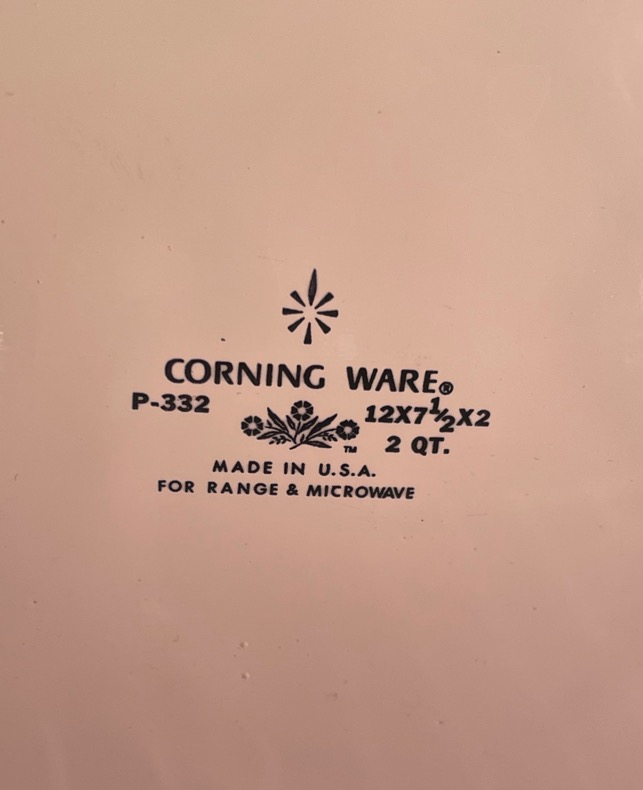 CORNING WARE®
P-332 12X7½X2
™ 2 QT.
MADE IN U.S.A.
FOR RANGE & MICROWAVE